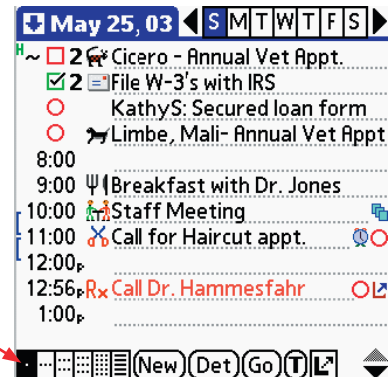 May 25, 03 S M T W T F S
H ~ 2 Cicero - Annual Vet Appt.
2 File W-3's with IRS
KathyS: Secured loan form
Limbe, Mali- Annual Vet Appt
8:00
9:00 Breakfast with Dr. Jones
10:00 Staff Meeting
11:00 Call for Haircut appt.
12:00P
12:56P Rx Call Dr. Hammesfahr
1:00P
New Det Go T